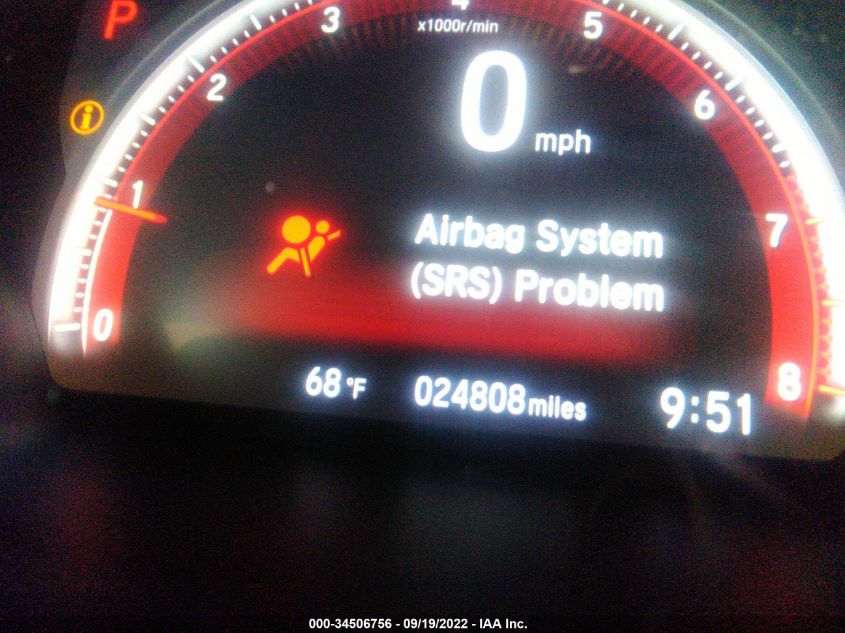 P
3
4
5
x1000r/min
2
6
i
0 mph
1
7
Airbag System
(SRS) Problem
0
8
68°F
024808 miles
9:51
000-34506756 - 09/19/2022 - IAA Inc.